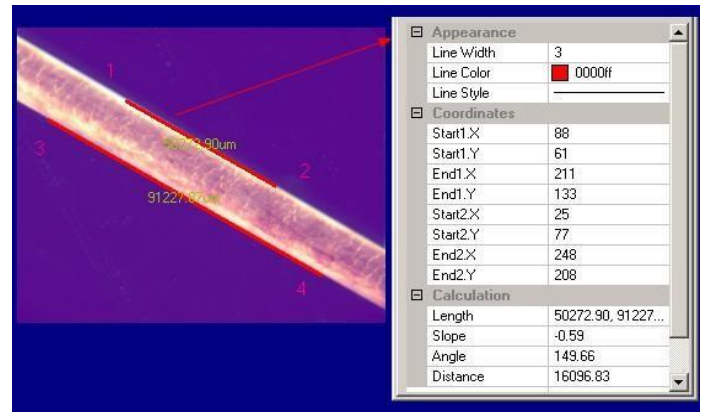 1
2
3
4
91227.87um
Appearance
Line Width 3
Line Color 0000ff
Line Style
Coordinates
Start1.X 88
Start1.Y 61
End1.X 211
End1.Y 133
Start2.X 25
Start2.Y 77
End2.X 248
End2.Y 208
Calculation
Length 50272.90, 91227...
Slope -0.59
Angle 149.66
Distance 16096.83